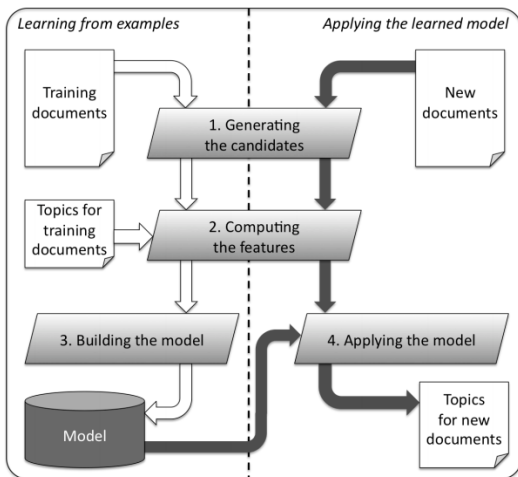 Learning from examples
Applying the learned model
Training
documents
New
documents
1. Generating
the candidates
Topics for
training
documents
2. Computing
the features
3. Building the model
4. Applying the model
Model
Topics
for new
documents